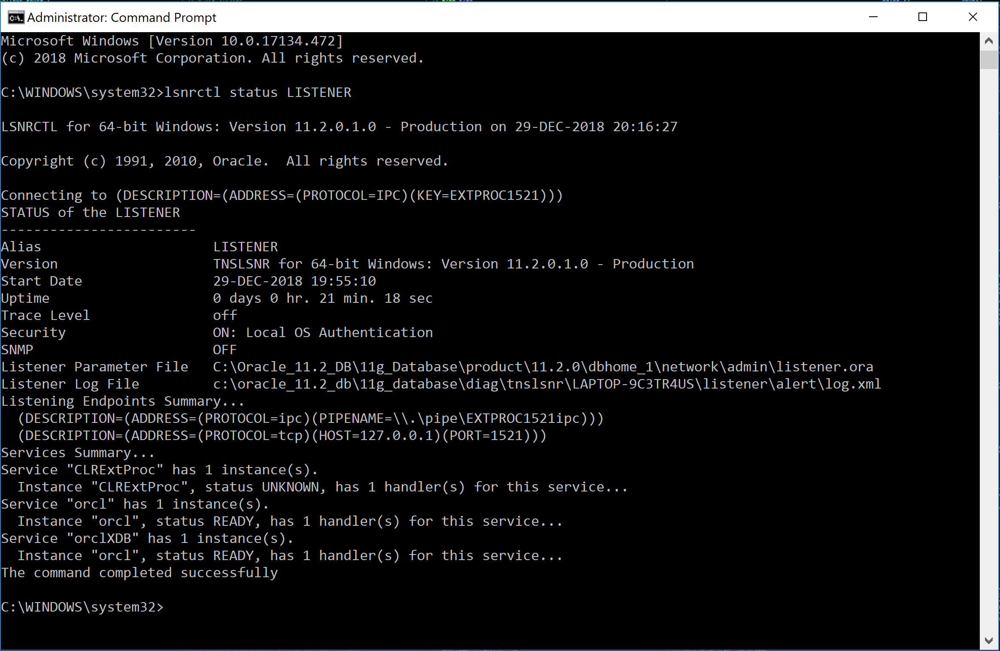 Administrator: Command Prompt
Microsoft Windows [Version 10.0.17134.472]
(c) 2018 Microsoft Corporation. All rights reserved.
C:\WINDOWS\system32>lsnrctl status LISTENER
LSNRCTL for 64-bit Windows: Version 11.2.0.1.0 - Production on 29-DEC-2018 20:16:27
Copyright (c) 1991, 2010, Oracle.  All rights reserved.
Connecting to (DESCRIPTION=(ADDRESS=(PROTOCOL=IPC)(KEY=EXTPROC1521)))
STATUS of the LISTENER
------------------------
Alias                     LISTENER
Version                   TNSLSNR for 64-bit Windows: Version 11.2.0.1.0 - Production
Start Date                29-DEC-2018 19:55:10
Uptime                    0 days 0 hr. 21 min. 18 sec
Trace Level               off
Security                  ON: Local OS Authentication
SNMP                      OFF
Listener Parameter File   C:\Oracle_11.2_DB\11g_Database\product\11.2.0\dbhome_1\network\admin\listener.ora
Listener Log File         c:\oracle_11.2_db\11g_database\diag\tnslsnr\LAPTOP-9C3TR4US\listener\alert\log.xml
Listening Endpoints Summary...
  (DESCRIPTION=(ADDRESS=(PROTOCOL=ipc)(PIPENAME=\\.\pipe\EXTPROC1521ipc)))
  (DESCRIPTION=(ADDRESS=(PROTOCOL=tcp)(HOST=127.0.0.1)(PORT=1521)))
Services Summary...
Service "CLRExtProc" has 1 instance(s).
  Instance "CLRExtProc", status UNKNOWN, has 1 handler(s) for this service...
Service "orcl" has 1 instance(s).
  Instance "orcl", status READY, has 1 handler(s) for this service...
Service "orclXDB" has 1 instance(s).
  Instance "orcl", status READY, has 1 handler(s) for this service...
The command completed successfully
C:\WINDOWS\system32>